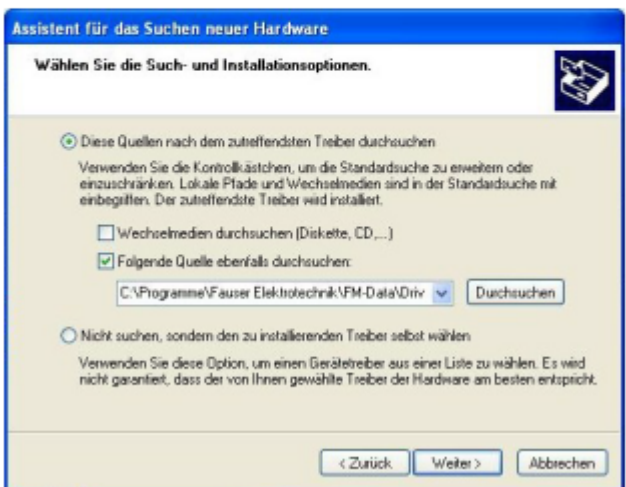 Assistent für das Suchen neuer Hardware
Wählen Sie die Such- und Installationsoptionen.
Diese Quellen nach dem zutreffendsten Treiber durchsuchen
Verwenden Sie die Kontrollkästchen, um die Standardsuche zu erweitern oder
einzuschränken. Lokale Pfade und Wechselmedien sind in der Standardsuche mit
einbegriffen. Der zutreffendste Treiber wird installiert.
Wechselmedien durchsuchen (Diskette, CD,...)
Folgende Quelle ebenfalls durchsuchen:
C:\Programme\Fauser Elektrotechnik\FM-Data\Driv Durchsuchen
Nicht suchen, sondern den zu installierenden Treiber selbst wählen
Verwenden Sie diese Option, um einen Gerätetreiber aus einer Liste zu wählen. Es wird
nicht garantiert, dass der von Ihnen gewählte Treiber der Hardware am besten entspricht.
< Zurück Weiter > Abbrechen